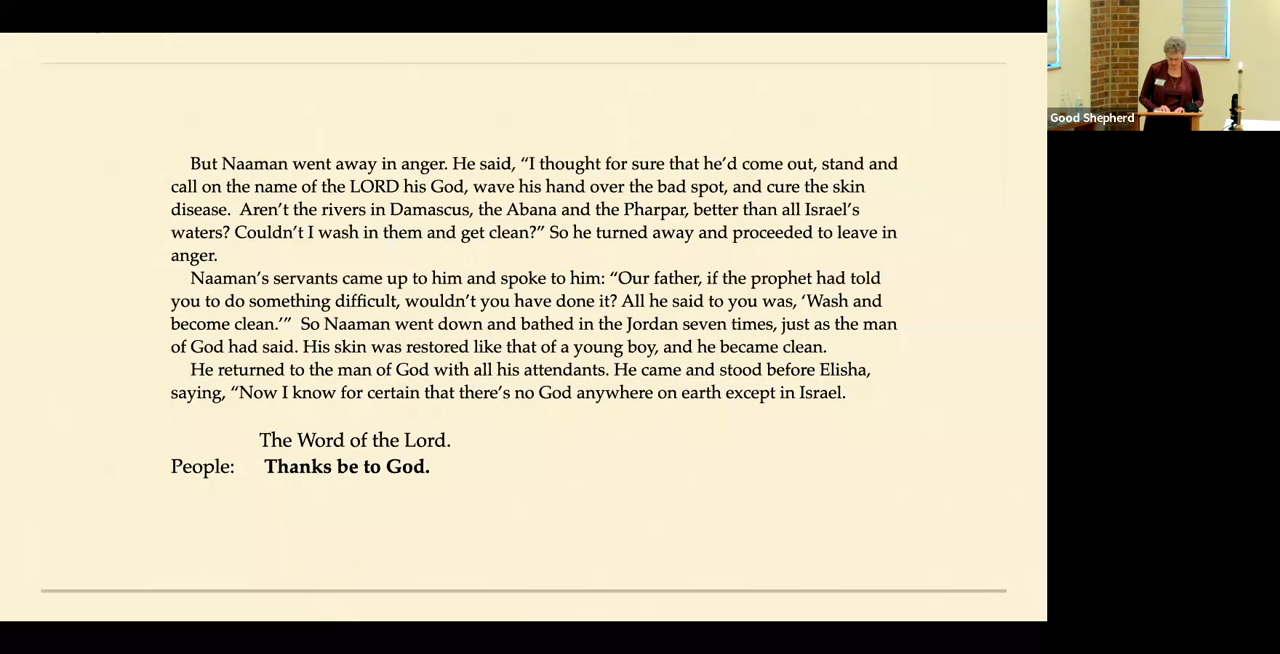 But Naaman went away in anger. He said, “I thought for sure that he’d come out, stand and
call on the name of the LORD his God, wave his hand over the bad spot, and cure the skin
disease.  Aren’t the rivers in Damascus, the Abana and the Pharpar, better than all Israel’s
waters? Couldn’t I wash in them and get clean?” So he turned away and proceeded to leave in
anger.
Naaman’s servants came up to him and spoke to him: “Our father, if the prophet had told
you to do something difficult, wouldn’t you have done it? All he said to you was, ‘Wash and
become clean.’”  So Naaman went down and bathed in the Jordan seven times, just as the man
of God had said. His skin was restored like that of a young boy, and he became clean.
He returned to the man of God with all his attendants. He came and stood before Elisha,
saying, “Now I know for certain that there’s no God anywhere on earth except in Israel.
The Word of the Lord.
People: Thanks be to God.
Good Shepherd